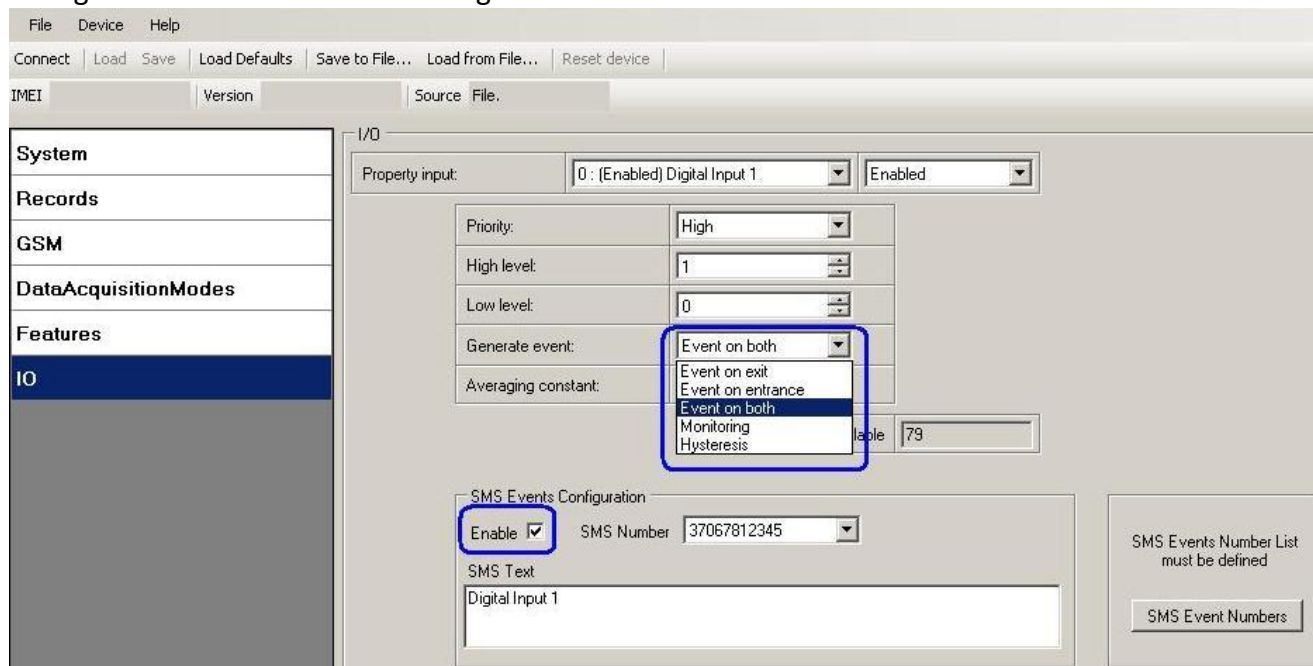 File Device Help
Connect Load Save Load Defaults Save to File... Load from File... Reset device
IMEI Version Source File.
System
Records
GSM
DataAcquisitionModes
Features
IO
I/O
Property input: 0 : (Enabled) Digital Input 1 Enabled
Priority: High
High level: 1
Low level: 0
Generate event: Event on both
Averaging constant:
Event on exit
Event on entrance
Event on both
Monitoring
Hysteresis
79
SMS Events Configuration
Enable SMS Number 37067812345
SMS Text
Digital Input 1
SMS Events Number List
must be defined
SMS Event Numbers